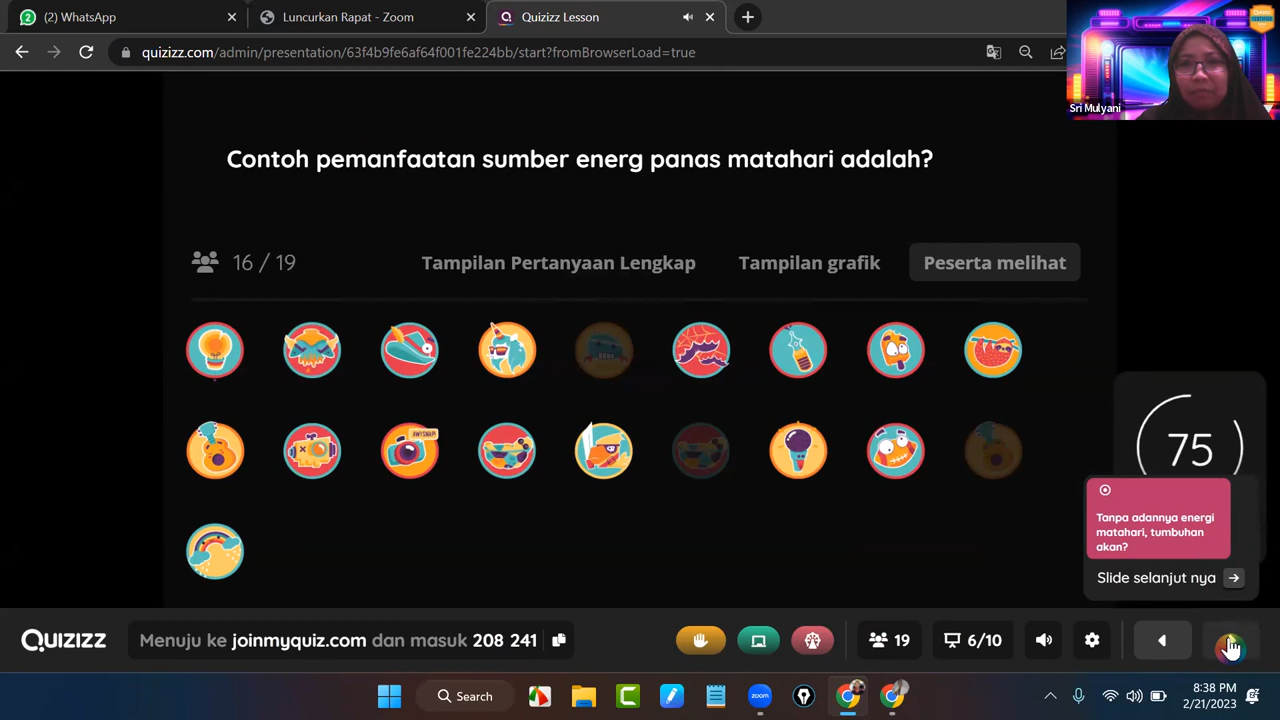 (2) WhatsApp
Luncurkan Rapat - Zoom
quizizz.com/admin/presentation/63f4b9fe6af64f001fe224bb/start?fromBrowserLoad=true
Sri Mulyani
Contoh pemanfaatan sumber energ panas matahari adalah?
16 / 19
Tampilan Pertanyaan Lengkap
Tampilan grafik
Peserta melihat
AWYSNAP!
75
Tanpa adannya energi
matahari, tumbuhan
akan?
Slide selanjut nya
Quizizz
Menuju ke joinmyquiz.com dan masuk 208 241
19
6/10
Search
zoom
8:38 PM
2/21/2023